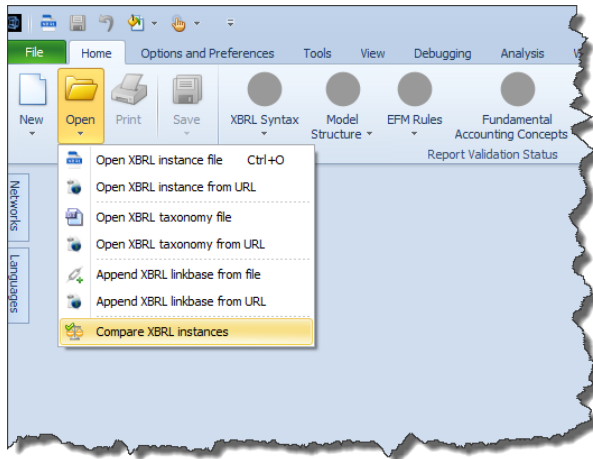 File Home Options and Preferences Tools View Debugging Analysis
New Open Print Save XBRL Syntax Model Structure EFM Rules Fundamental Accounting Concepts
Report Validation Status
Open XBRL instance file Ctrl+O
Open XBRL instance from URL
Open XBRL taxonomy file
Open XBRL taxonomy from URL
Append XBRL linkbase from file
Append XBRL linkbase from URL
Compare XBRL instances
Networks
Languages